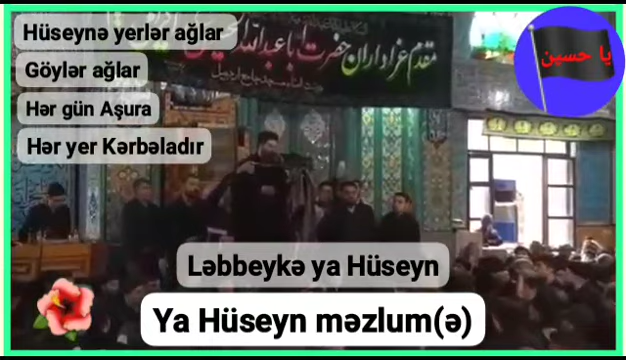 Hüseynə yerlər ağlar
Göylər ağlar
Hər gün Aşura
Hər yer Kərbəladır
مقدم عزاداران حضرت اباعبدالله
یا حسین
Ləbbeykə ya Hüseyn
Ya Hüseyn məzlum(ə)